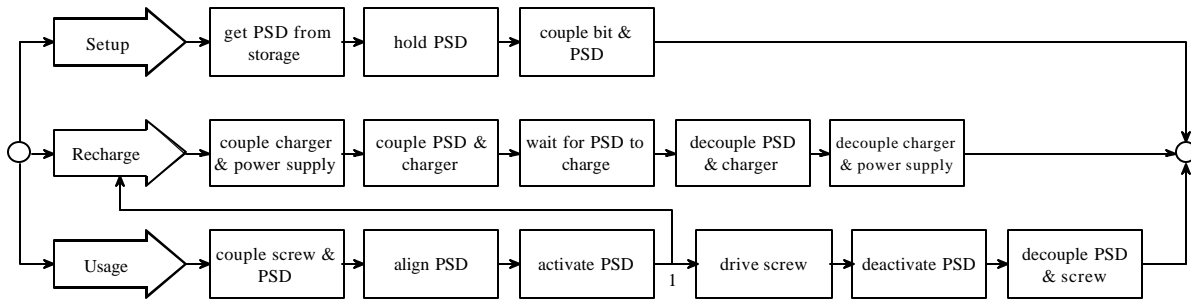 Setup
get PSD from
storage
hold PSD
couple bit &
PSD
Recharge
couple charger
& power supply
couple PSD &
charger
wait for PSD to
charge
decouple PSD
& charger
decouple charger
& power supply
Usage
couple screw &
PSD
align PSD
activate PSD
1
drive screw
deactivate PSD
decouple PSD
& screw